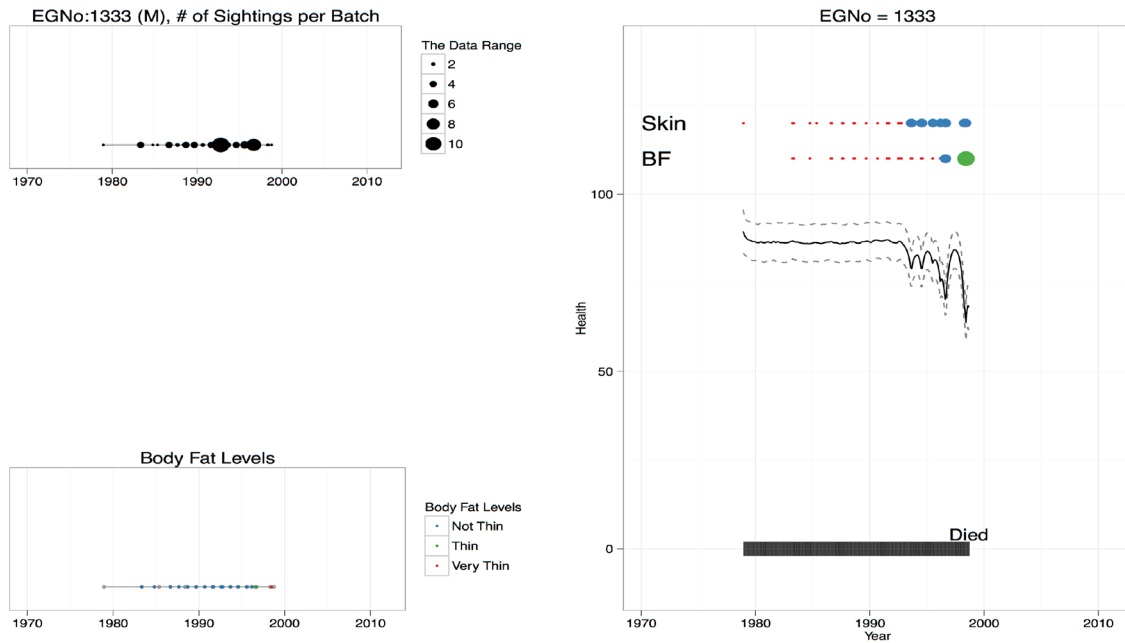 EGNo:1333 (M), # of Sightings per Batch
The Data Range
2
4
6
8
10
1970 1980 1990 2000 2010
Body Fat Levels
Body Fat Levels
Not Thin
Thin
Very Thin
1970 1980 1990 2000 2010
EGNo = 1333
Skin
BF
100
50
0
Health
Died
1970 1980 1990 2000 2010
Year